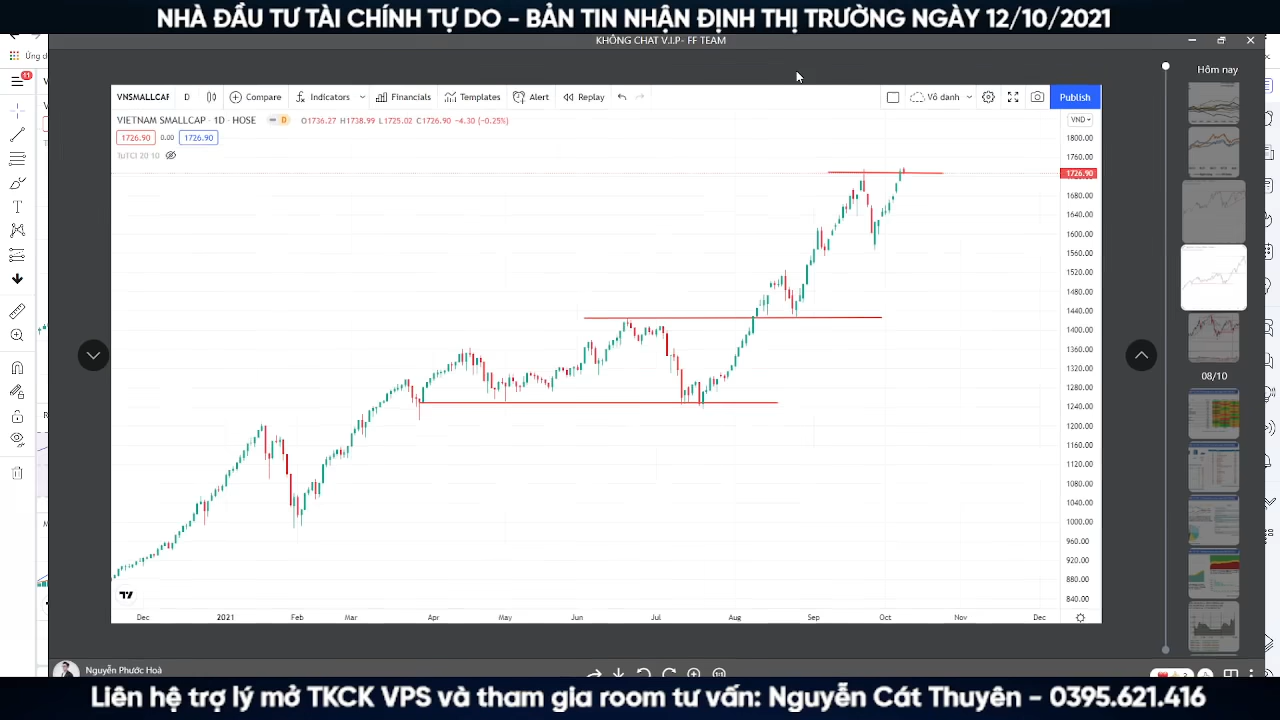 NHÀ ĐẦU TƯ TÀI CHÍNH TỰ DO – BẢN TIN NHẬN ĐỊNH THỊ TRƯỜNG NGÀY 12/10/2021
KHÔNG CHAT V.I.P- FF TEAM
Ứng d
11
Hôm nay
VNSMALLCAP D Compare Indicators Financials Templates Alert Replay Vô danh Publish
VIETNAM SMALLCAP · 1D · HOSE D O1736.27 H1738.99 L1725.02 C1726.90 −4.30 (−0.25%)
1726.90 0.00 1726.90
TuTCI 20 10
VND
1800.00
1760.00
1726.90
1680.00
1640.00
1600.00
1560.00
1520.00
1480.00
1440.00
1400.00
1360.00
1320.00
1280.00
1240.00
1200.00
1160.00
1120.00
1080.00
1040.00
1000.00
960.00
920.00
880.00
840.00
Dec 2021 Feb Mar Apr May Jun Jul Aug Sep Oct Nov Dec
08/10
Nguyễn Phước Hoà
Liên hệ trợ lý mở TKCK VPS và tham gia room tư vấn: Nguyễn Cát Thuyên – 0395.621.416